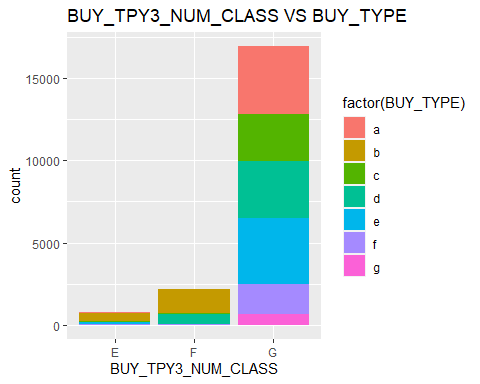 BUY_TPY3_NUM_CLASS VS BUY_TYPE
15000
10000
5000
0
count
E F G
BUY_TPY3_NUM_CLASS
factor(BUY_TYPE)
a
b
c
d
e
f
g